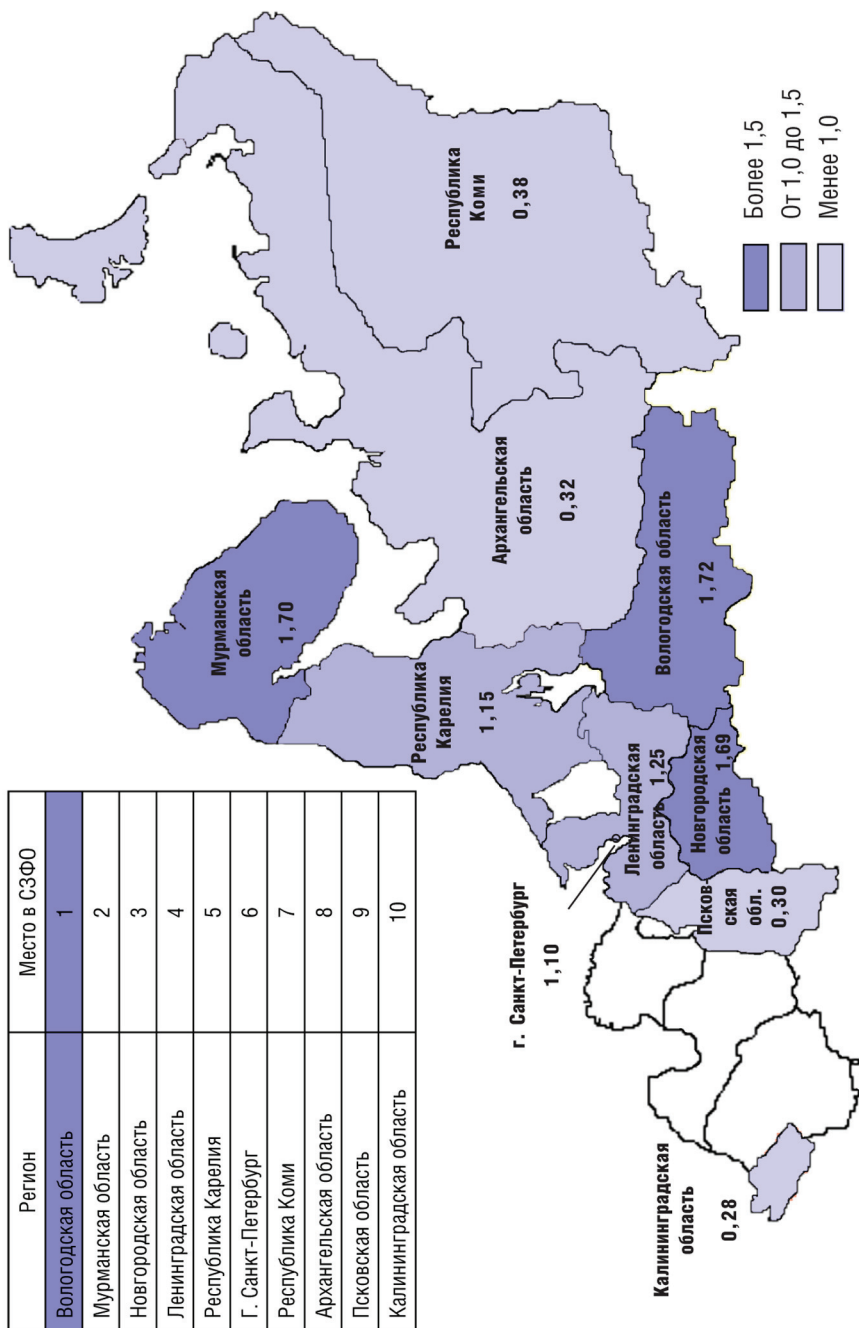 Регион Место в СЗФО
Вологодская область 1
Мурманская область 2
Новгородская область 3
Ленинградская область 4
Республика Карелия 5
Г. Санкт-Петербург 6
Республика Коми 7
Архангельская область 8
Псковская область 9
Калининградская область 10
Мурманская
область
1,70
Республика
Карелия
1,15
Республика
Коми
0,38
Архангельская
область
0,32
г. Санкт-Петербург
1,10
Ленинградская
область 1,25
Вологодская область
1,72
Новгородская
область 1,69
Псков-
ская
обл.
0,30
Калининградская
область
0,28
Более 1,5
От 1,0 до 1,5
Менее 1,0